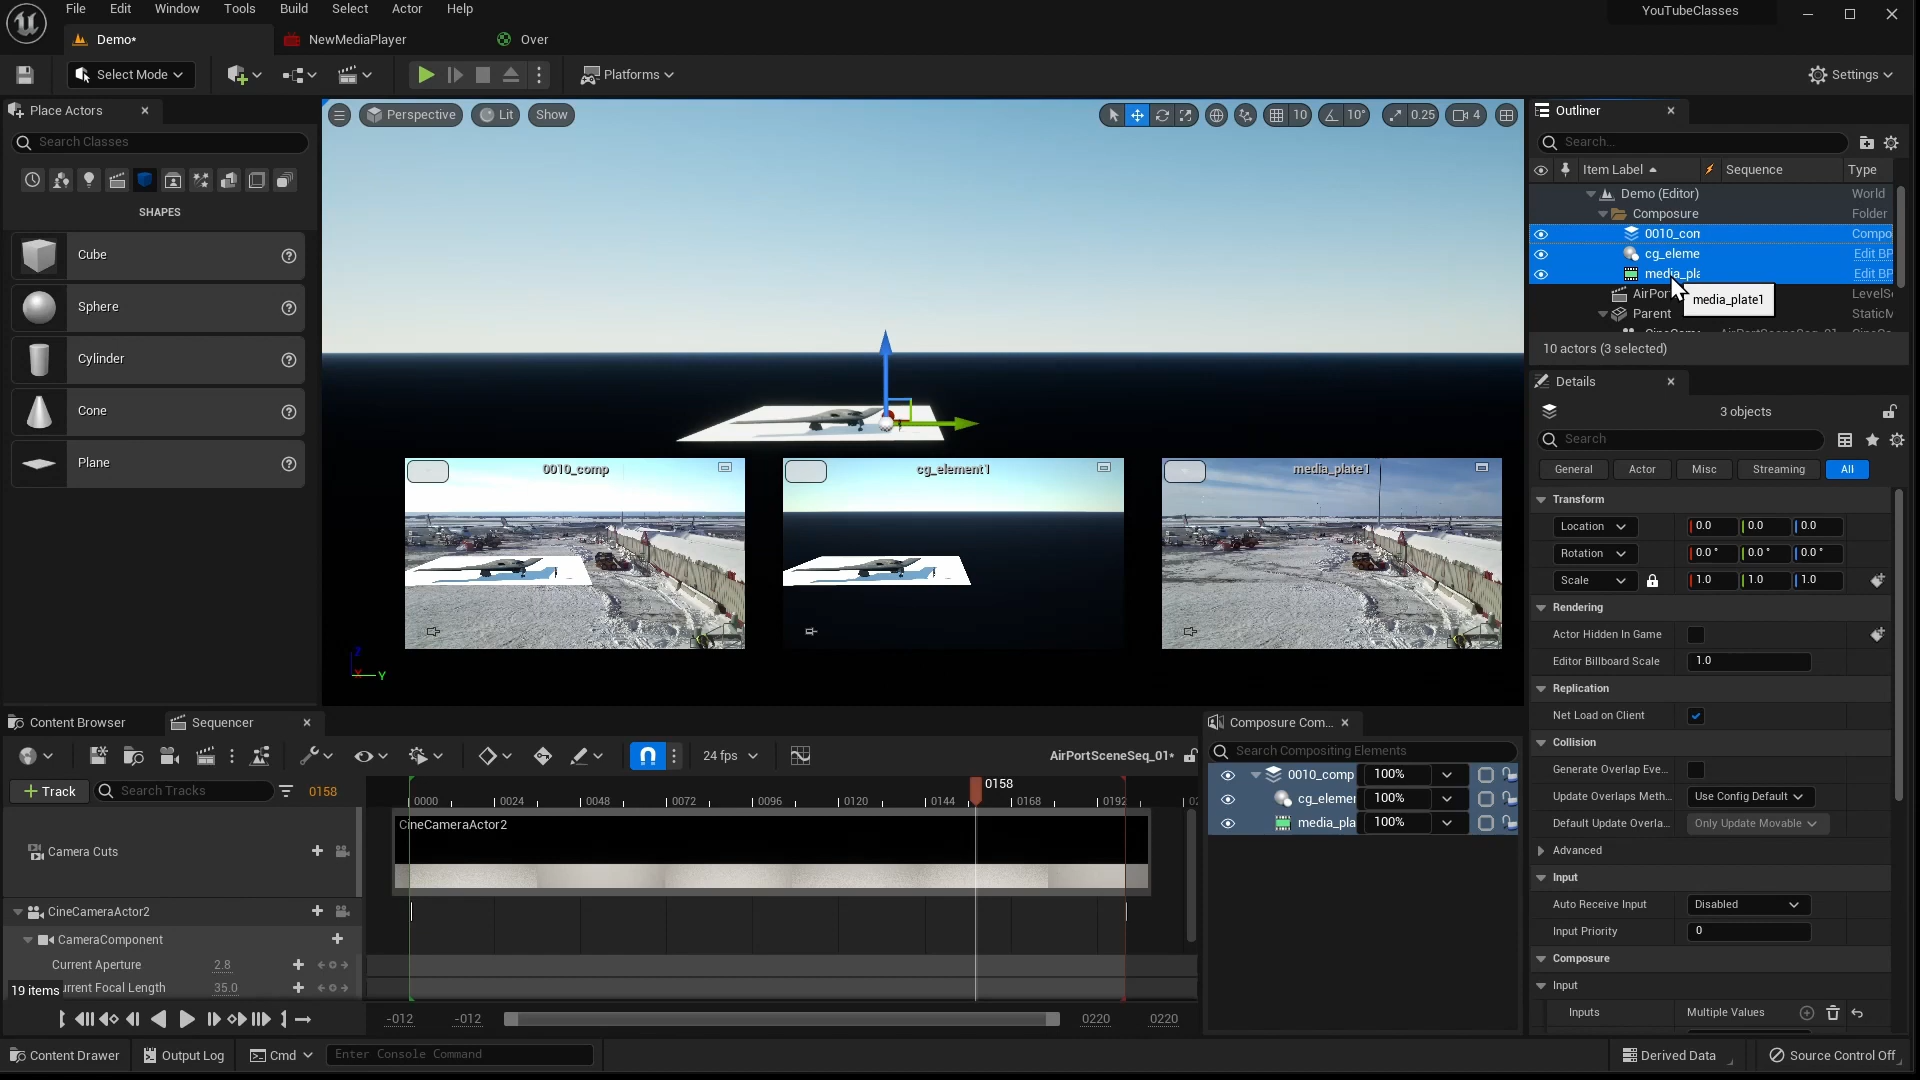 File Edit Window Tools Build Select Actor Help
YouTubeClasses
Demo* NewMediaPlayer Over
Select Mode Platforms Settings
Place Actors
Search Classes
SHAPES
Cube
Sphere
Cylinder
Cone
Plane
Perspective Lit Show
10 10° 0.25 4
0010_comp cg_element1 media_plate1
Z
X Y
Outliner
Search...
Item Label Sequence Type
Demo (Editor) World
Composure Folder
0010_com Compo
cg_eleme Edit BP
media_pla Edit BP
AirPort LevelSe
media_plate1
Parent StaticM
CineCame AirPortSceneSeq_01 CineCa
10 actors (3 selected)
Details
3 objects
Search
General Actor Misc Streaming All
Transform
Location 0.0 0.0 0.0
Rotation 0.0° 0.0° 0.0°
Scale 1.0 1.0 1.0
Rendering
Actor Hidden In Game
Editor Billboard Scale 1.0
Replication
Net Load on Client
Collision
Generate Overlap Eve...
Update Overlaps Meth... Use Config Default
Default Update Overla... Only Update Movable
Advanced
Input
Auto Receive Input Disabled
Input Priority 0
Composure
Input
Inputs Multiple Values
Content Browser Sequencer
24 fps AirPortSceneSeq_01*
Track Search Tracks 0158
0158
0000 0024 0048 0072 0096 0120 0144 0168 0192 02
CineCameraActor2
Camera Cuts
CineCameraActor2
CameraComponent
Current Aperture 2.8
19 items urrent Focal Length 35.0
-012 -012 0220 0220
Composure Com...
Search Compositing Elements
0010_comp 100%
cg_elemer 100%
media_pla 100%
Content Drawer Output Log Cmd Enter Console Command Derived Data Source Control Off